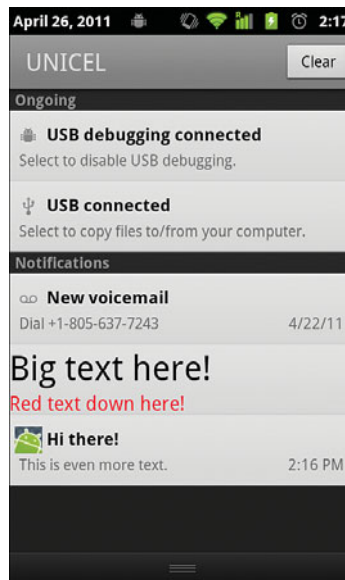 April 26, 2011 2:17
UNICEL Clear
Ongoing
USB debugging connected
Select to disable USB debugging.
USB connected
Select to copy files to/from your computer.
Notifications
New voicemail
Dial +1-805-637-7243 4/22/11
Big text here!
Red text down here!
Hi there!
This is even more text. 2:16 PM